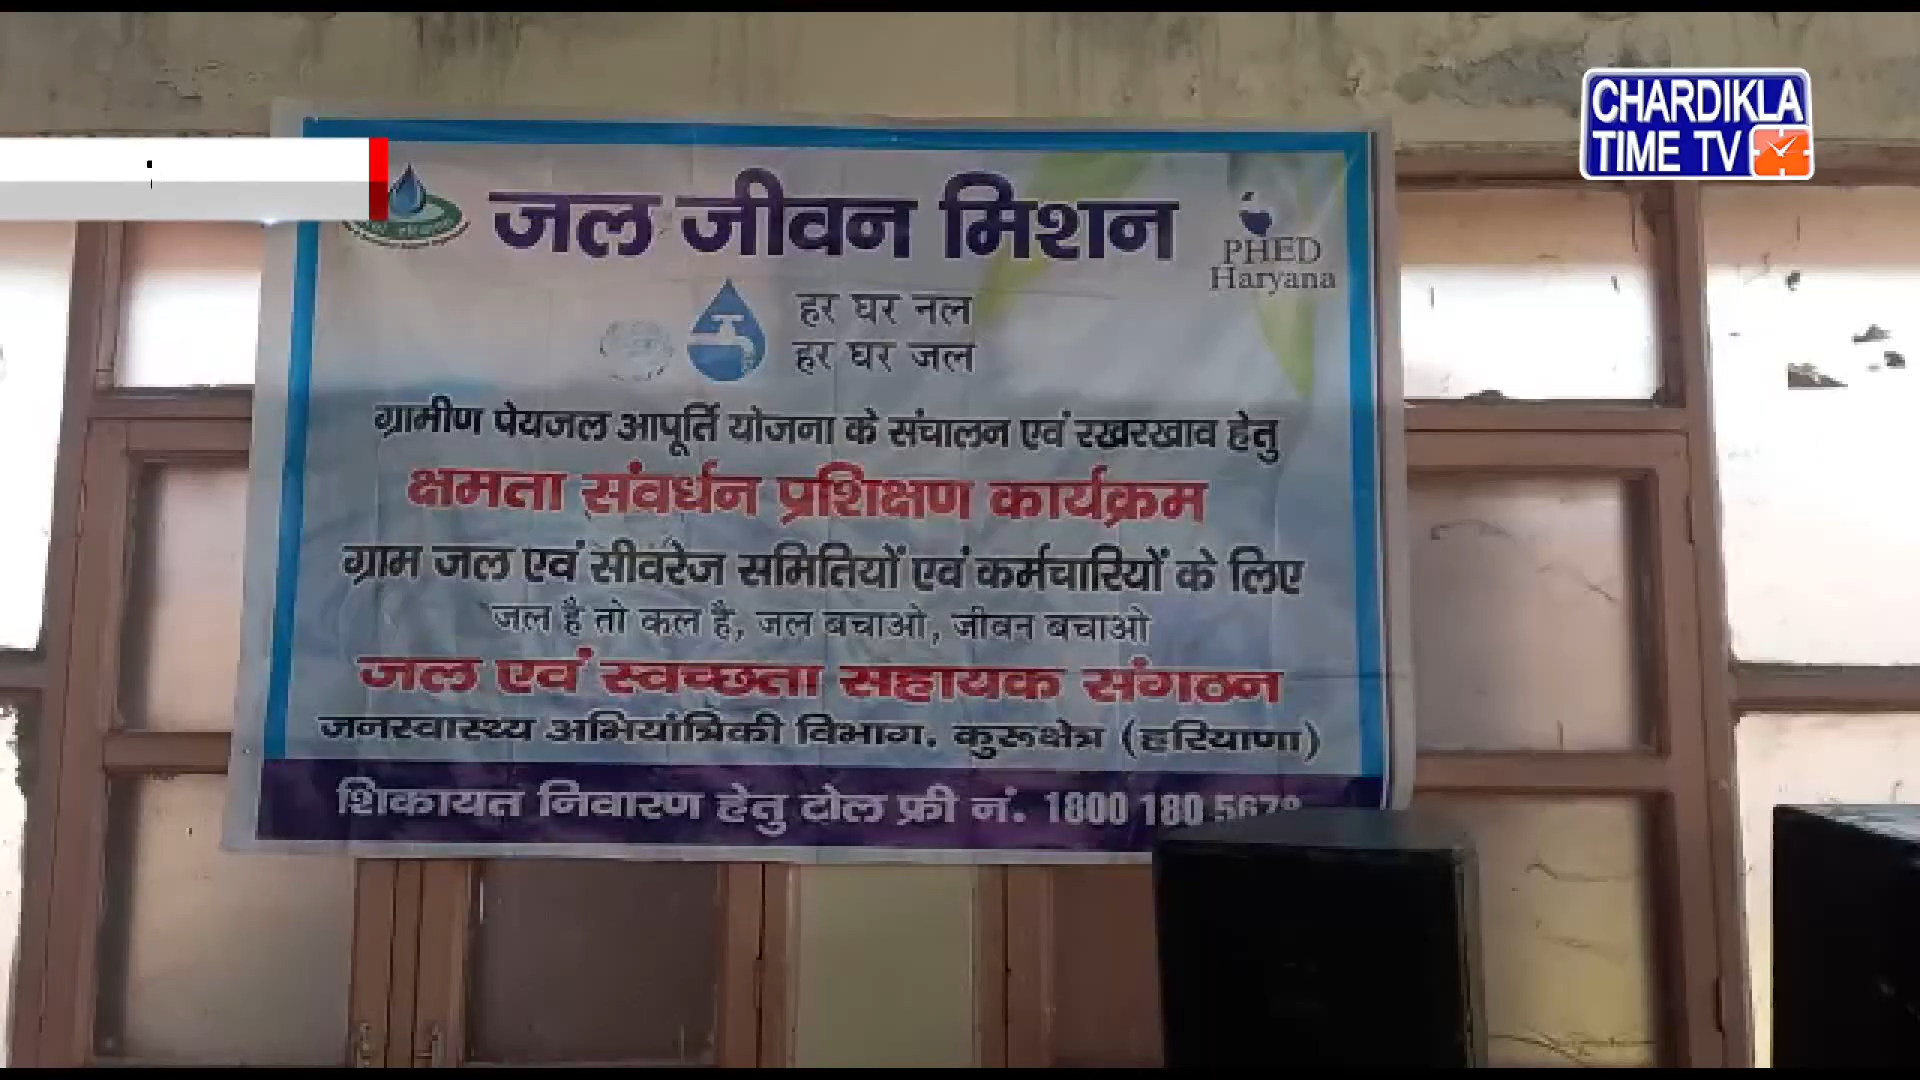 CHARDIKLA
TIME TV
जल जीवन मिशन
PHED
Haryana
हर घर नल
हर घर जल
ग्रामीण पेयजल आपूर्ति योजना के संचालन एवं रखरखाव हेतु
क्षमता संवर्धन प्रशिक्षण कार्यक्रम
ग्राम जल एवं सीवरेज समितियों एवं कर्मचारियों के लिए
जल है तो कल है, जल बचाओ, जीवन बचाओ
जल एवं स्वच्छता सहायक संगठन
जनस्वास्थ्य अभियांत्रिकी विभाग. कुरूक्षेत्र (हरियाणा)
शिकायत निवारण हेतु टोल फ्री नं. 1800 180